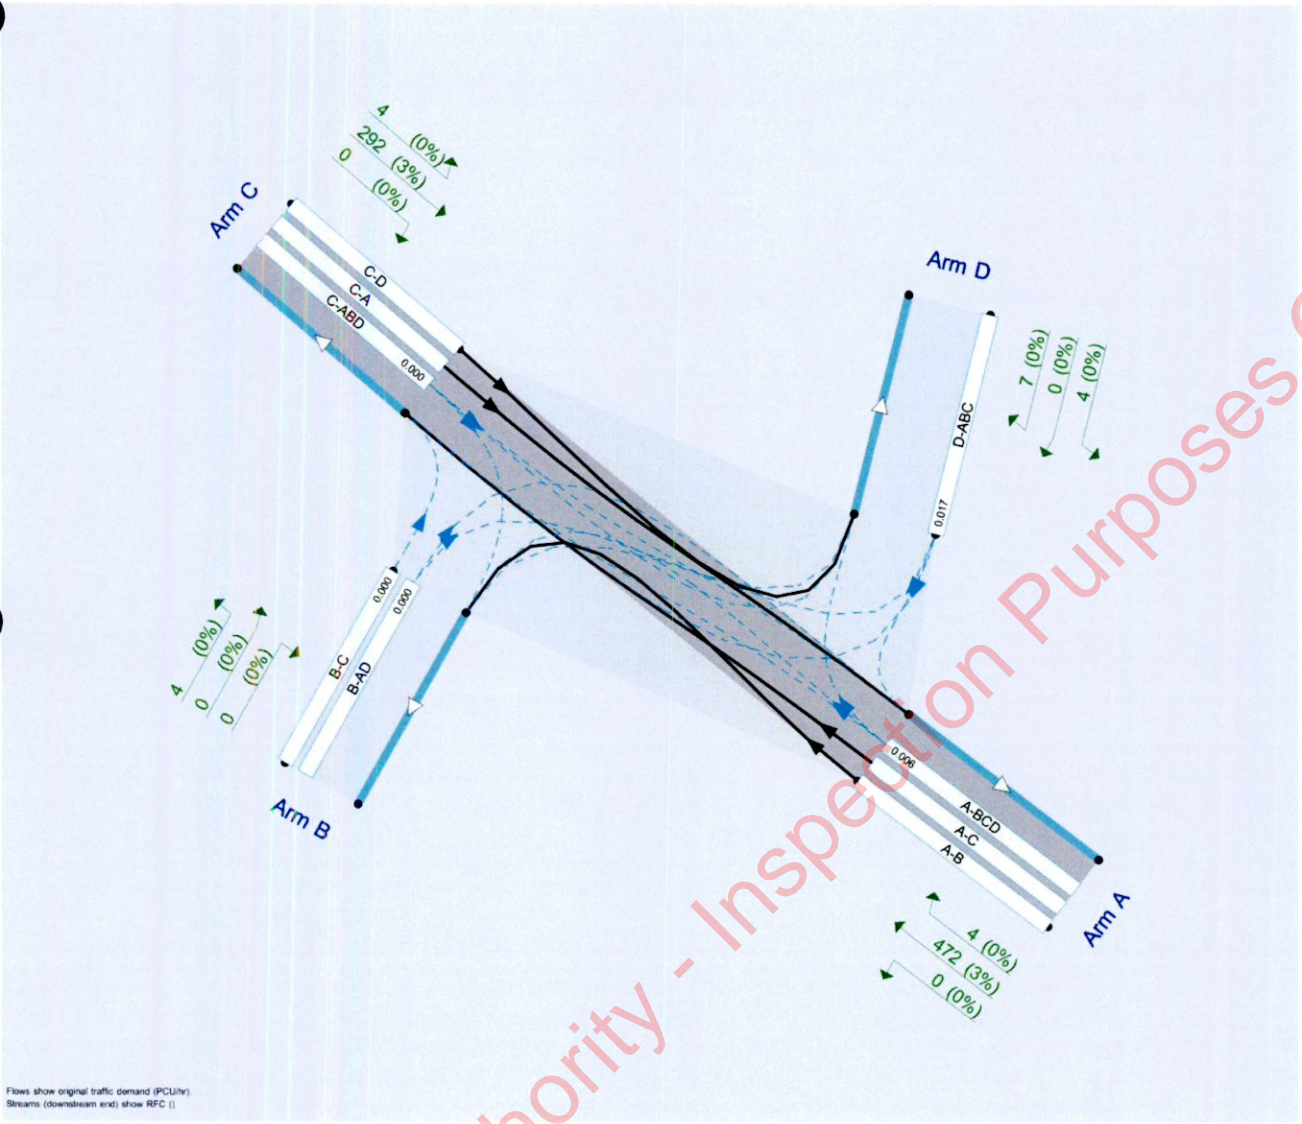 4 (0%)
292 (3%)
0 (0%)
Arm C
C-D
C-A
C-ABD
0.000
Arm D
7 (0%)
0 (0%)
4 (0%)
D-ABC
0.017
0.000
0.000
B-C
B-AD
4 (0%)
0 (0%)
0 (0%)
Arm B
0.006
A-BCD
A-C
A-B
Arm A
4 (0%)
472 (3%)
0 (0%)
hority - Inspection Purposes
Flows show original traffic demand (PCU/hr).
Streams (downstream end) show RFC ()